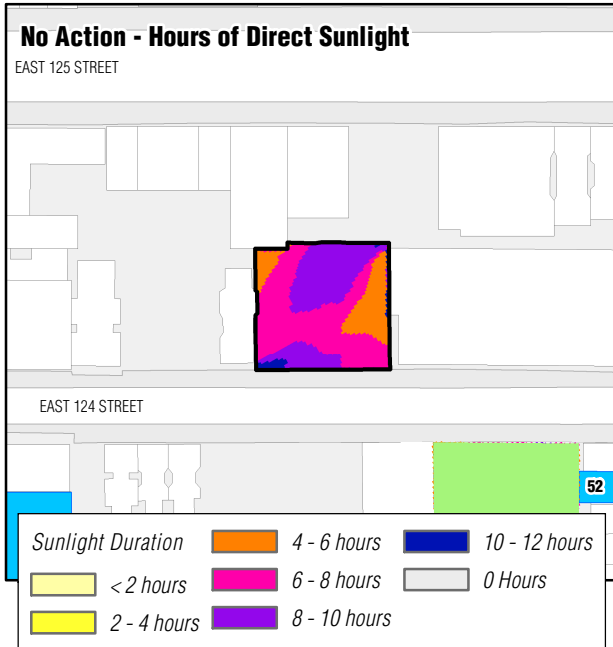 No Action - Hours of Direct Sunlight
EAST 125 STREET
EAST 124 STREET
52
Sunlight Duration
< 2 hours
2 - 4 hours
4 - 6 hours
6 - 8 hours
8 - 10 hours
10 - 12 hours
0 Hours